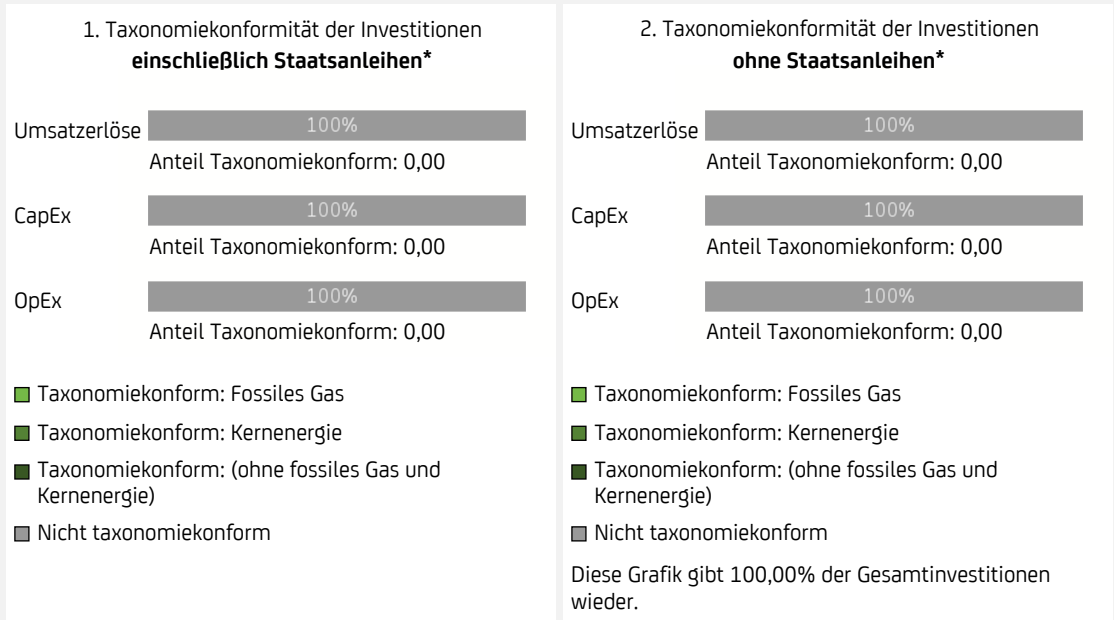 1. Taxonomiekonformität der Investitionen
einschließlich Staatsanleihen*
Umsatzerlöse
100%
Anteil Taxonomiekonform: 0,00
CapEx
100%
Anteil Taxonomiekonform: 0,00
OpEx
100%
Anteil Taxonomiekonform: 0,00
Taxonomiekonform: Fossiles Gas
Taxonomiekonform: Kernenergie
Taxonomiekonform: (ohne fossiles Gas und
Kernenergie)
Nicht taxonomiekonform
2. Taxonomiekonformität der Investitionen
ohne Staatsanleihen*
Umsatzerlöse
100%
Anteil Taxonomiekonform: 0,00
CapEx
100%
Anteil Taxonomiekonform: 0,00
OpEx
100%
Anteil Taxonomiekonform: 0,00
Taxonomiekonform: Fossiles Gas
Taxonomiekonform: Kernenergie
Taxonomiekonform: (ohne fossiles Gas und
Kernenergie)
Nicht taxonomiekonform
Diese Grafik gibt 100,00% der Gesamtinvestitionen
wieder.